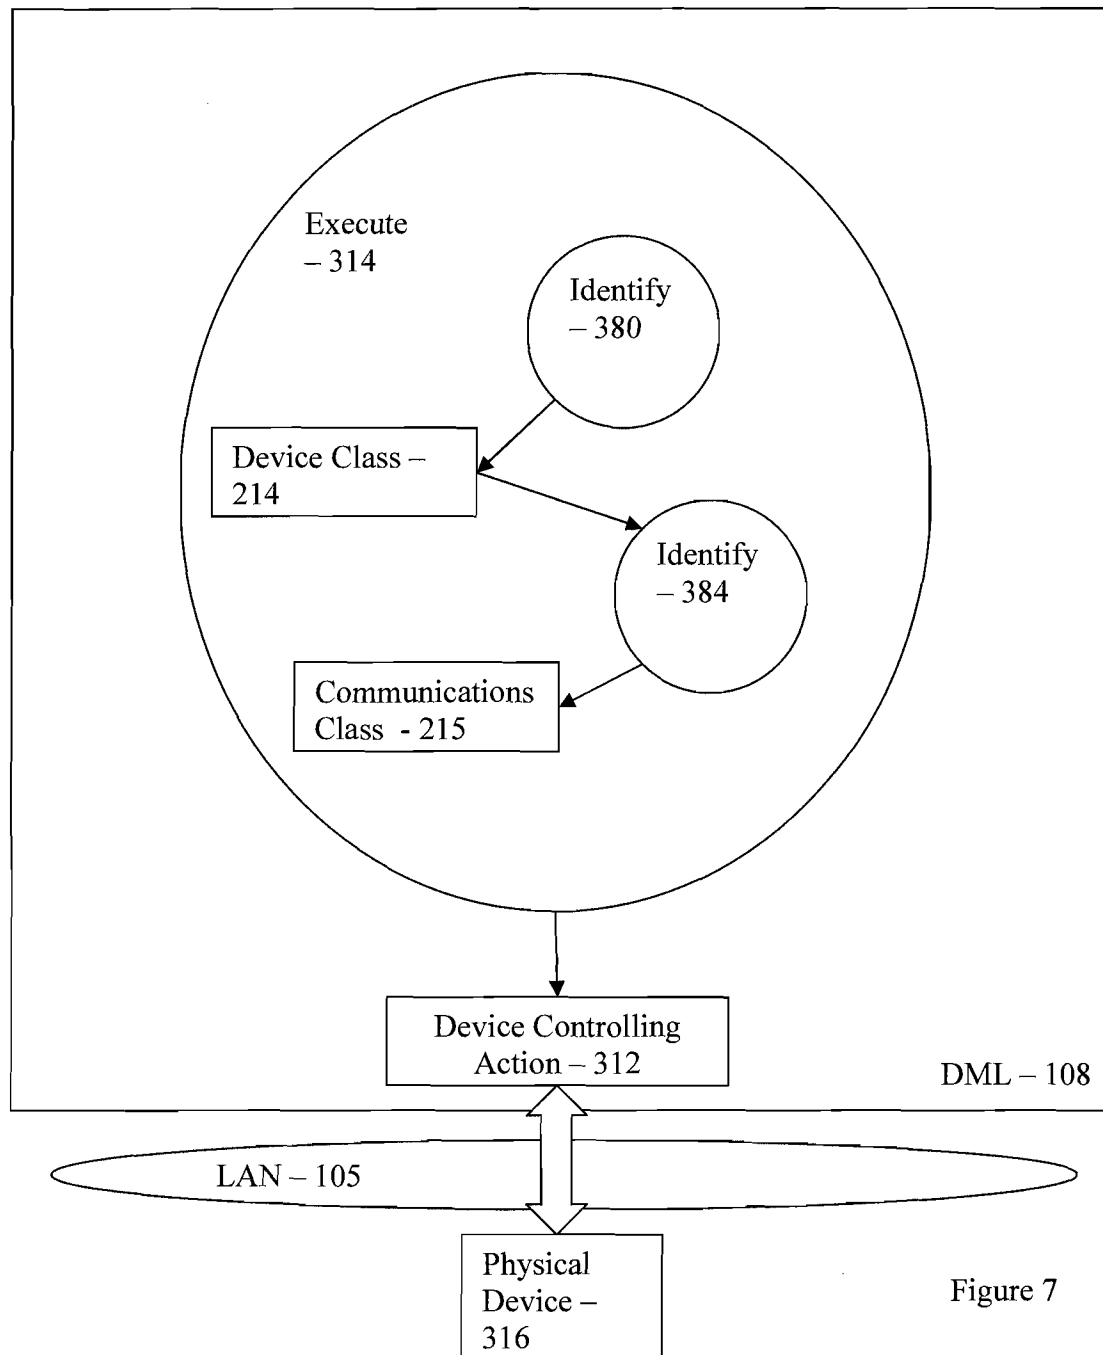 Execute
– 314
Identify
– 380
Device Class –
214
Identify
– 384
Communications
Class - 215
Device Controlling
Action – 312
DML – 108
LAN – 105
Physical
Device –
316
Figure 7